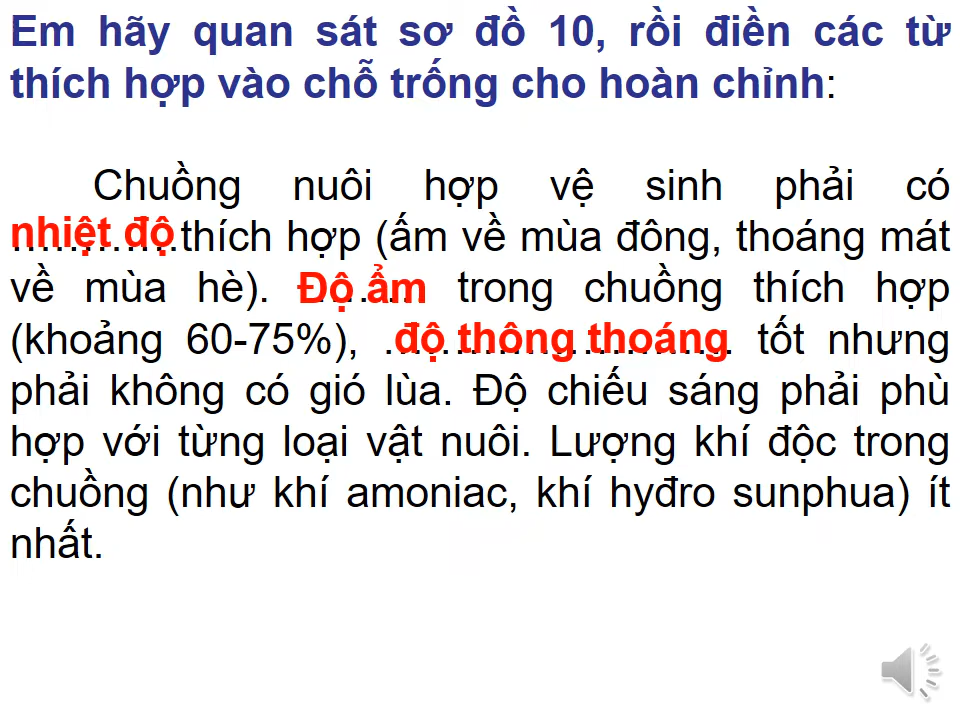 Em hãy quan sát sơ đồ 10, rồi điền các từ
thích hợp vào chỗ trống cho hoàn chỉnh:
Chuồng nuôi hợp vệ sinh phải có
nhiệt độ thích hợp (ấm về mùa đông, thoáng mát
về mùa hè). Độ ẩm trong chuồng thích hợp
(khoảng 60-75%), độ thông thoáng tốt nhưng
phải không có gió lùa. Độ chiếu sáng phải phù
hợp với từng loại vật nuôi. Lượng khí độc trong
chuồng (như khí amoniac, khí hyđro sunphua) ít
nhất.